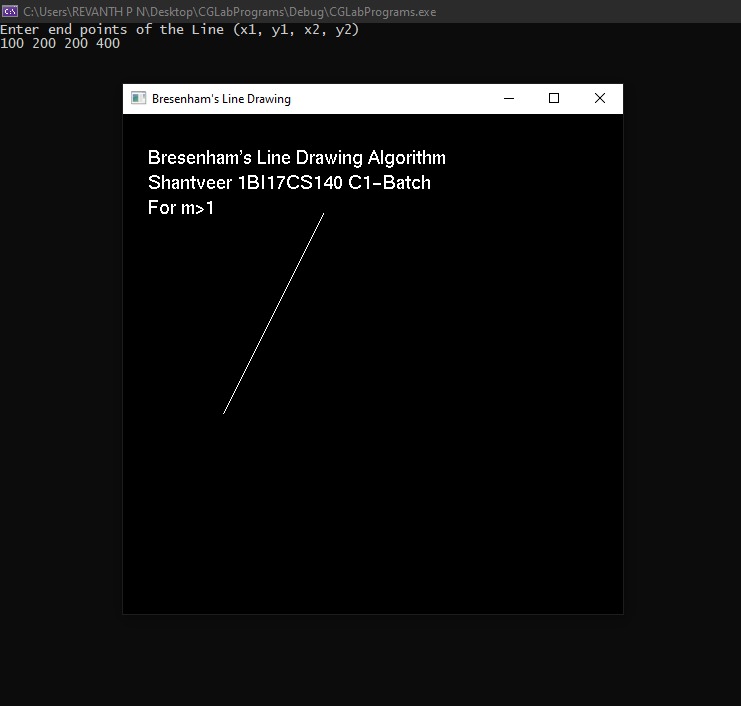 C:\Users\REVANTH P N\Desktop\CGLabPrograms\Debug\CGLabPrograms.exe
Enter end points of the Line (x1, y1, x2, y2)
100 200 200 400
Bresenham's Line Drawing
Bresenham's Line Drawing Algorithm
Shantveer 1BI17CS140 C1-Batch
For m>1